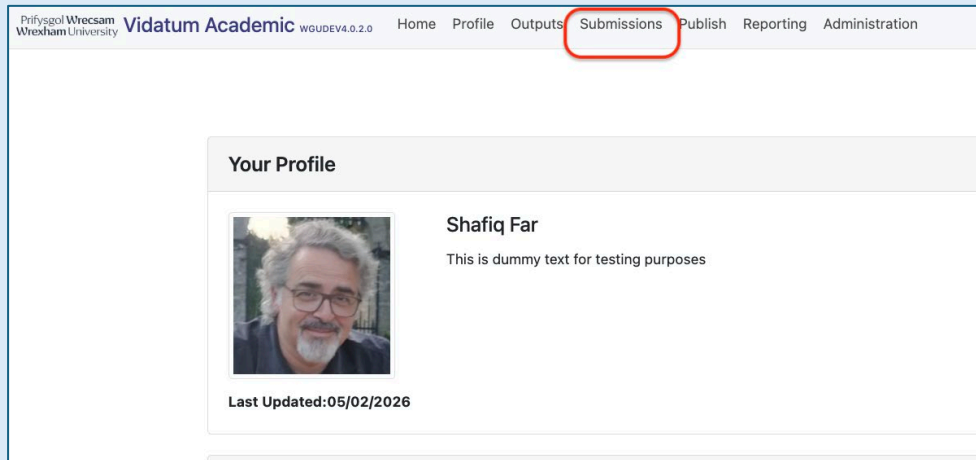 Prifysgol Wrecsam
Wrexham University
Vidatum Academic WGUDEV4.0.2.0
Home Profile Outputs Submissions Publish Reporting Administration
Your Profile
Shafiq Far
This is dummy text for testing purposes
Last Updated:05/02/2026